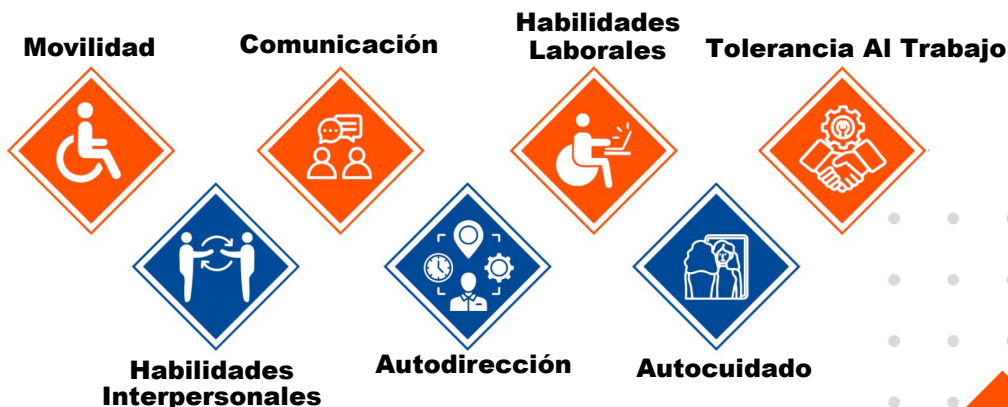 Movilidad
Comunicación
Habilidades
Laborales
Tolerancia Al Trabajo
Habilidades
Interpersonales
Autodirección
Autocuidado